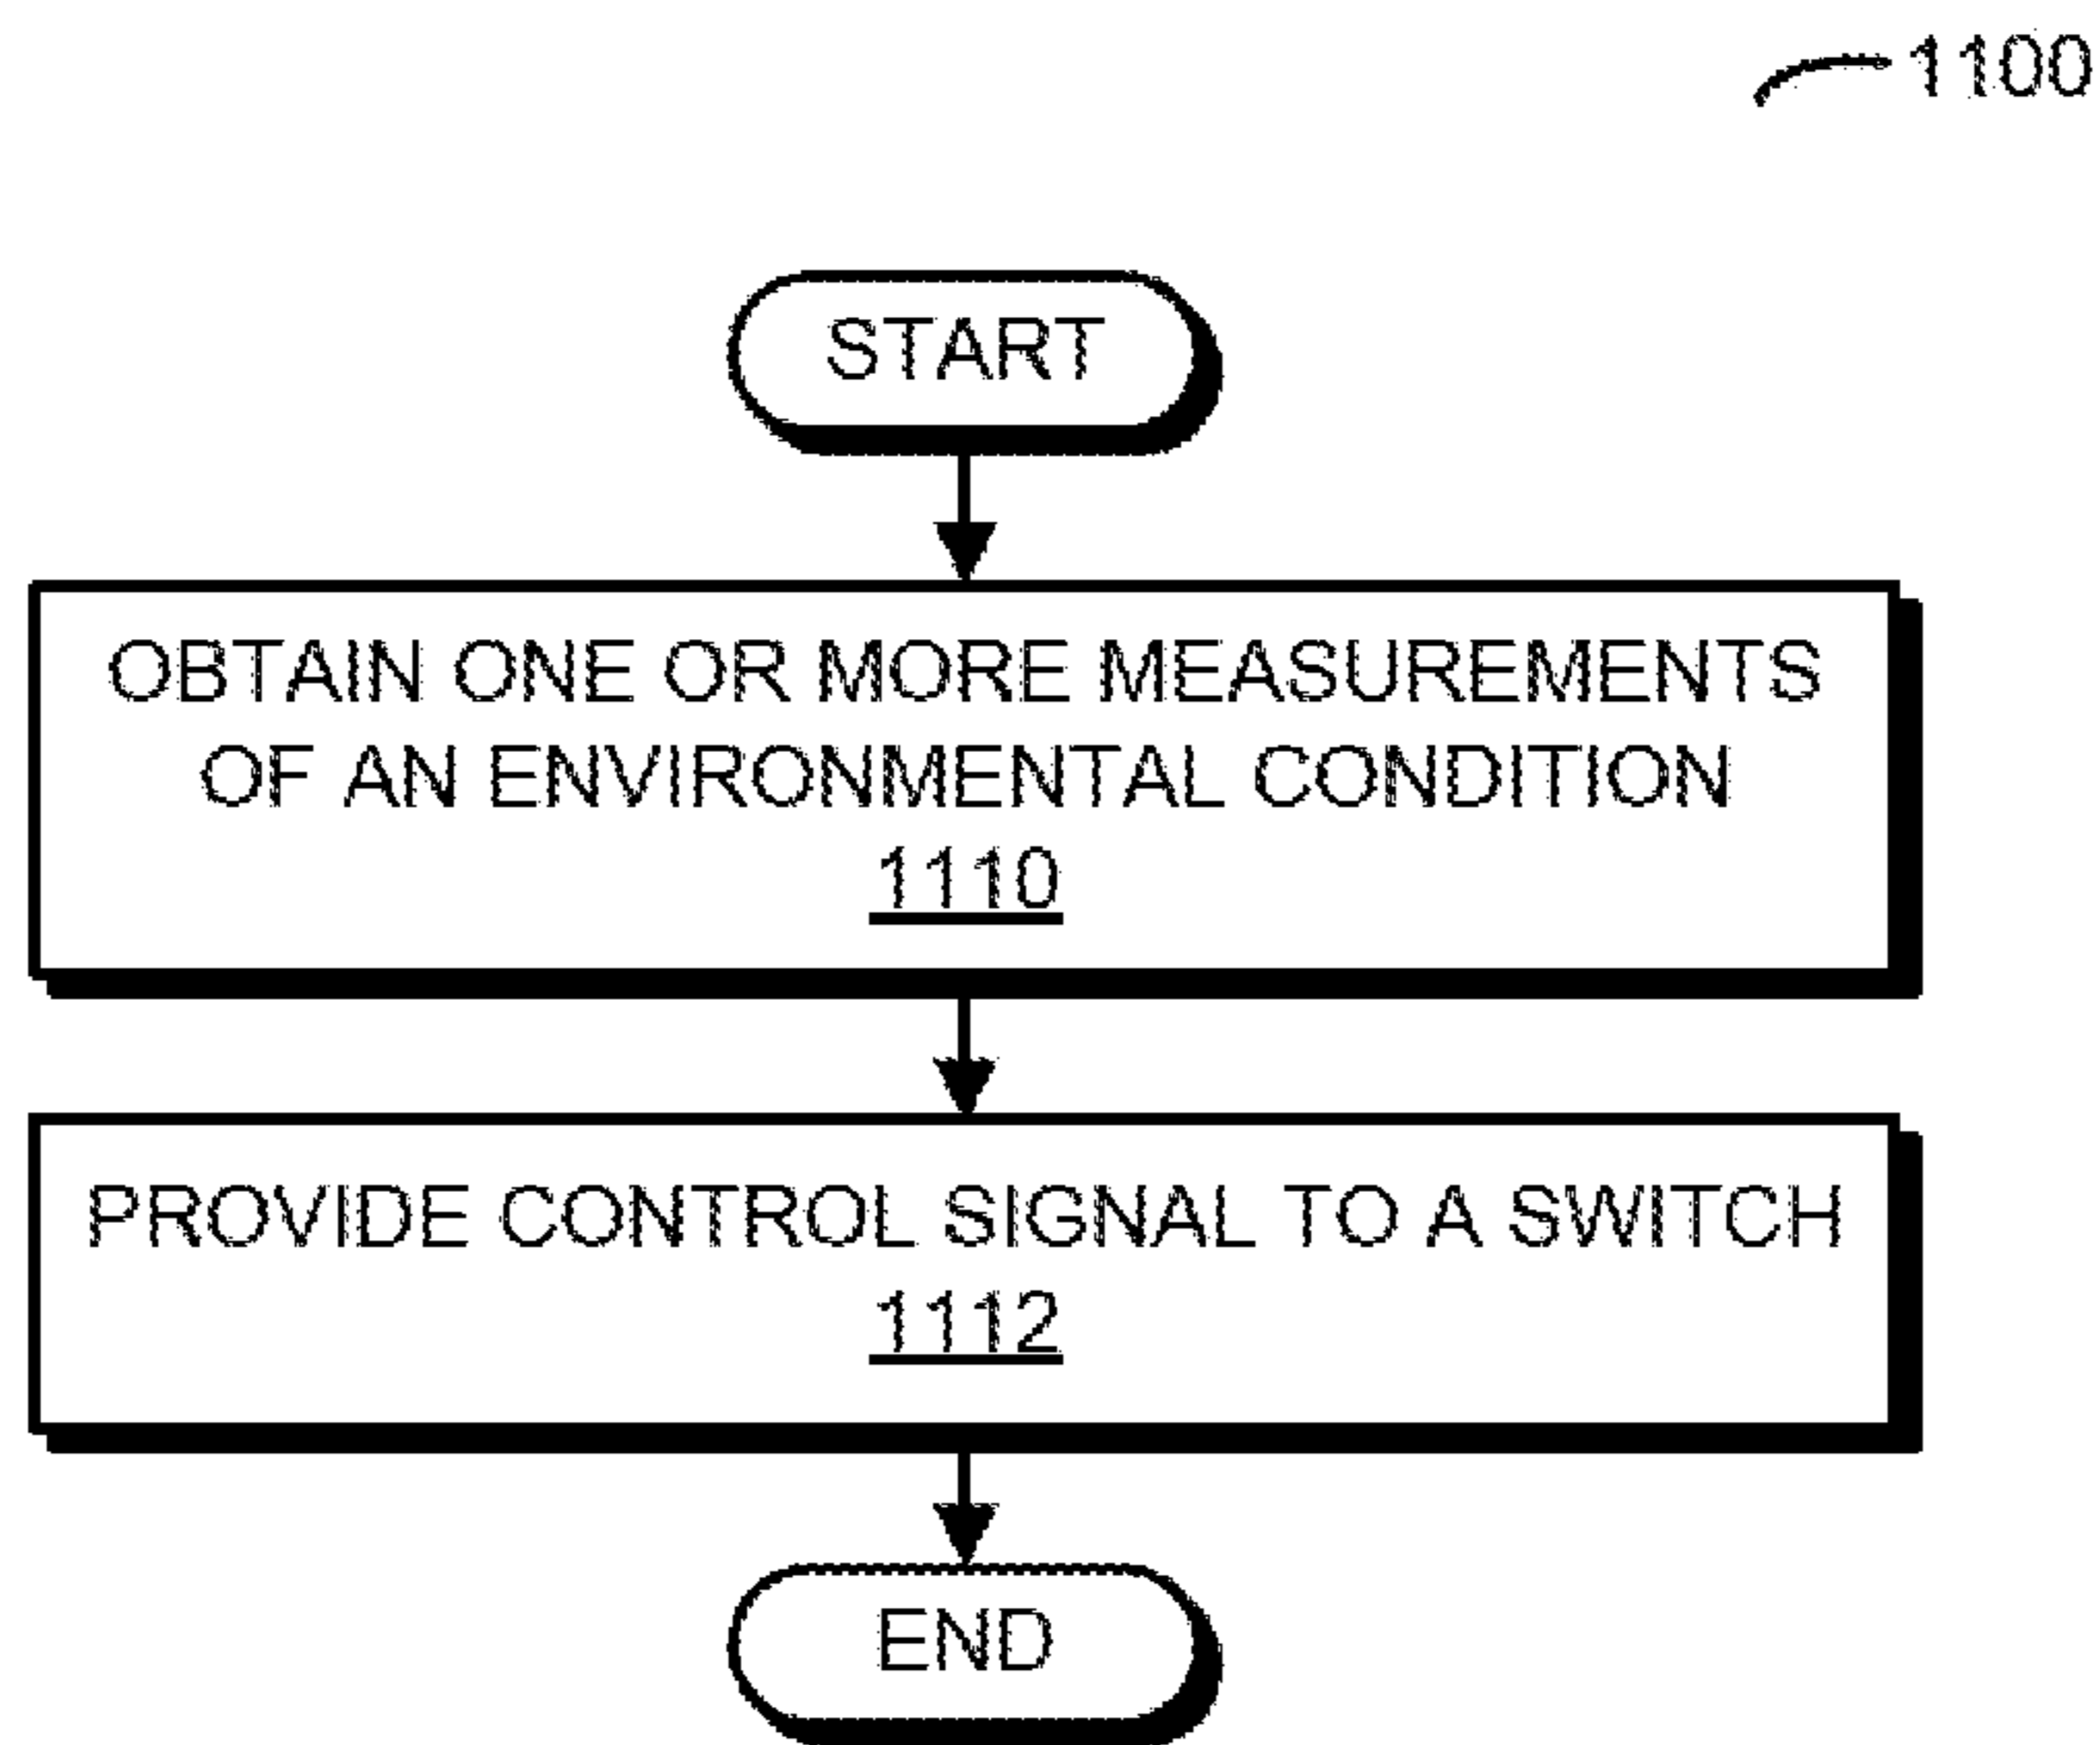 1100
START
OBTAIN ONE OR MORE MEASUREMENTS
OF AN ENVIRONMENTAL CONDITION
1110
PROVIDE CONTROL SIGNAL TO A SWITCH
1112
END